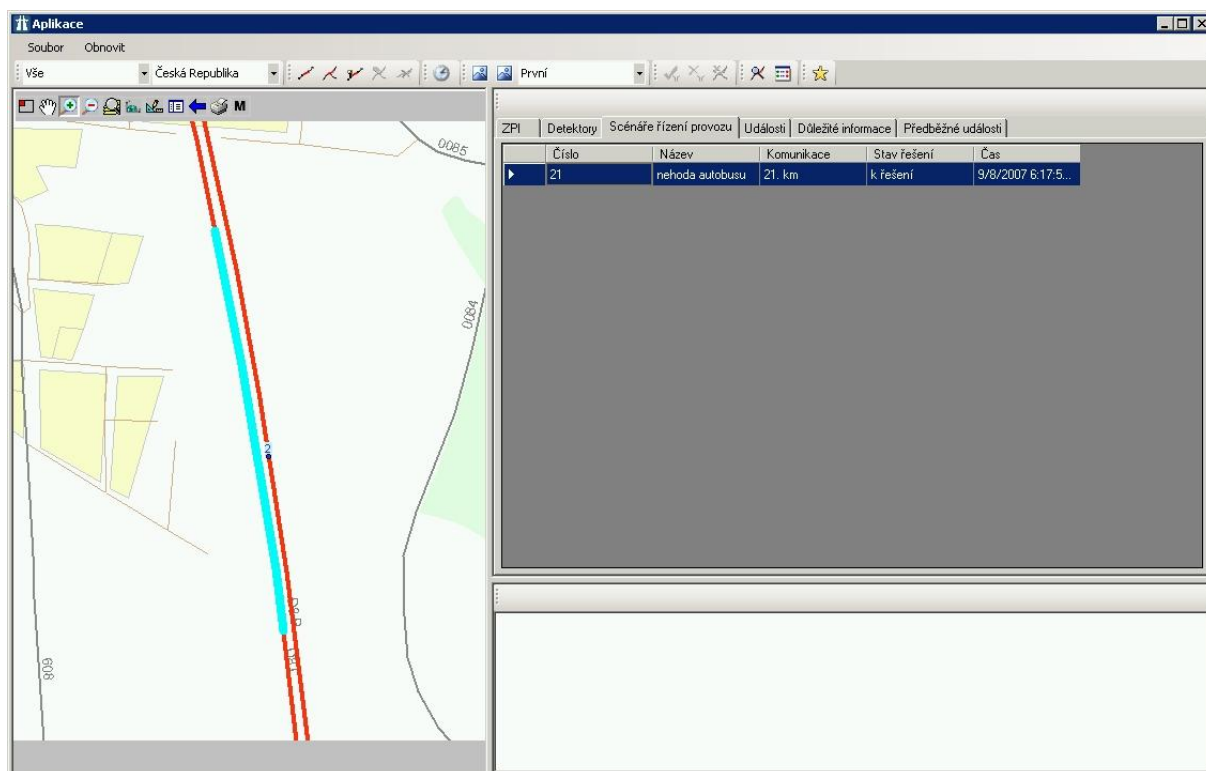 Aplikace
Soubor Obnovit
Vše Česká Republika První
M
ZPI Detektory Scénáře řízení provozu Události Důležité informace Předběžné události
Číslo Název Komunikace Stav řešení Čas
21 nehoda autobusu 21. km k řešení 9/8/2007 6:17:5...
0085
0084
2
809